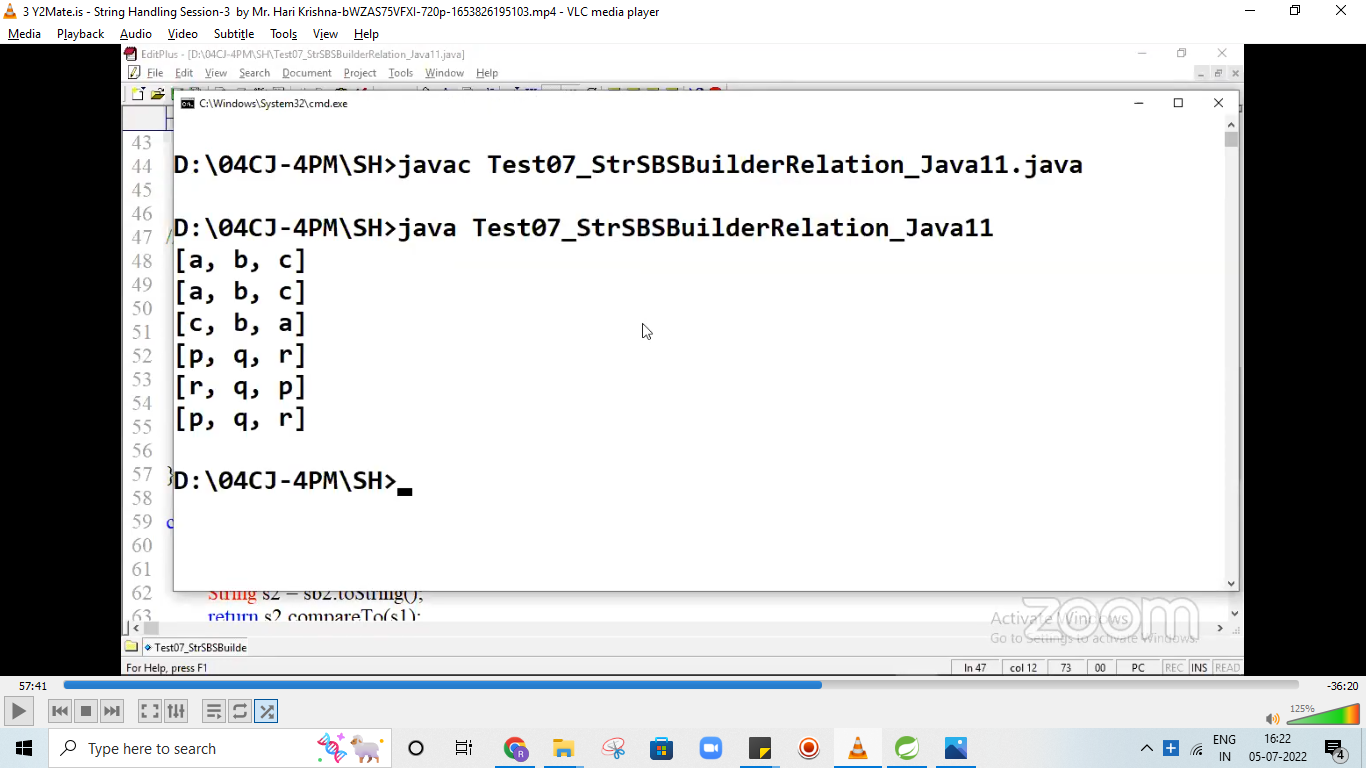 3 Y2Mate.is - String Handling Session-3 by Mr. Hari Krishna-bWZAS75VFXI-720p-1653826195103.mp4 - VLC media player
Media Playback Audio Video Subtitle Tools View Help
EditPlus - [D:\04CJ-4PM\SH\Test07_StrSBSBuilderRelation_Java11.java]
File Edit View Search Document Project Tools Window Help
C:\Windows\System32\cmd.exe
43
44 D:\04CJ-4PM\SH>javac Test07_StrSBSBuilderRelation_Java11.java
45
46 D:\04CJ-4PM\SH>java Test07_StrSBSBuilderRelation_Java11
47 /
48 [a, b, c]
49 [a, b, c]
50
51 [c, b, a]
52 [p, q, r]
53 [r, q, p]
54
55 [p, q, r]
56
57 } D:\04CJ-4PM\SH>
58
59 c
60
61
62 String s2 = sb2.toString();
63 return s2.compareTo(s1);
zoom
Activate Windows
Go to Settings to activate Windows.
Test07_StrSBSBuilde
For Help, press F1 ln 47 col 12 73 00 PC REC INS READ
57:41 -36:20
125%
Type here to search
ENG
IN
16:22
05-07-2022
4